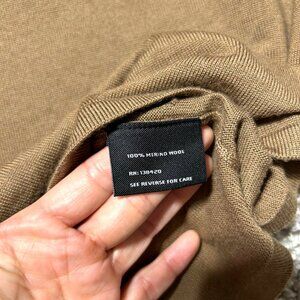 100% MERINO WOOL
RN: 138420
SEE REVERSE FOR CARE